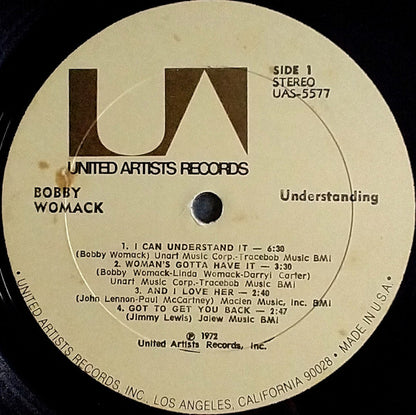 UA
UNITED ARTISTS RECORDS
SIDE 1
STEREO
UAS-5577
BOBBY
WOMACK
Understanding
1. I CAN UNDERSTAND IT — 6:30
(Bobby Womack) Unart Music Corp.-Tracebob Music BMI
2. WOMAN'S GOTTA HAVE IT — 3:30
(Bobby Womack-Linda Womack-Darryl Carter)
Unart Music Corp.-Tracebob Music BMI
3. AND I LOVE HER — 2:40
(John Lennon-Paul McCartney) Maclen Music, Inc. BMI
4. GOT TO GET YOU BACK — 2:47
(Jimmy Lewis) Jalew Music BMI
℗ 1972
United Artists Records, Inc.
• UNITED ARTISTS RECORDS, INC., LOS ANGELES, CALIFORNIA 90028 • MADE IN U.S.A. •